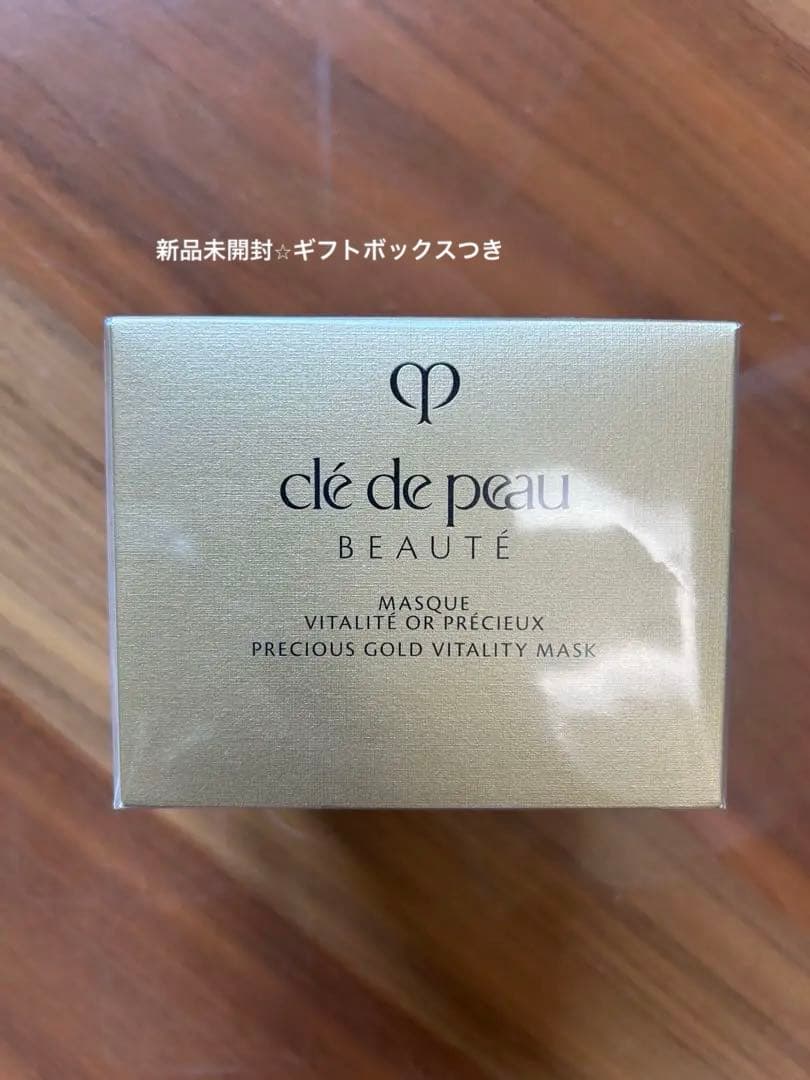 新品未開封☆ギフトボックスつき
clé de peau
BEAUTÉ
MASQUE
VITALITÉ OR PRÉCIEUX
PRECIOUS GOLD VITALITY MASK